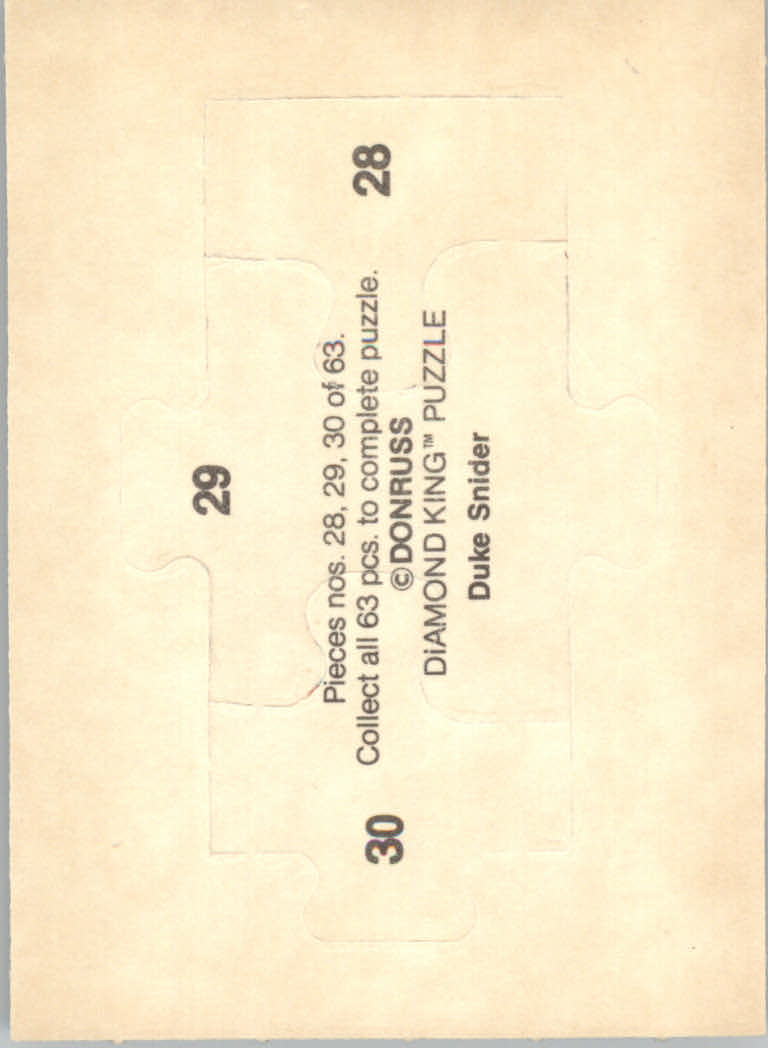 29
Pieces nos. 28, 29, 30 of 63.
Collect all 63 pcs. to complete puzzle.
30
28
© DONRUSS
DIAMOND KING™ PUZZLE
Duke Snider